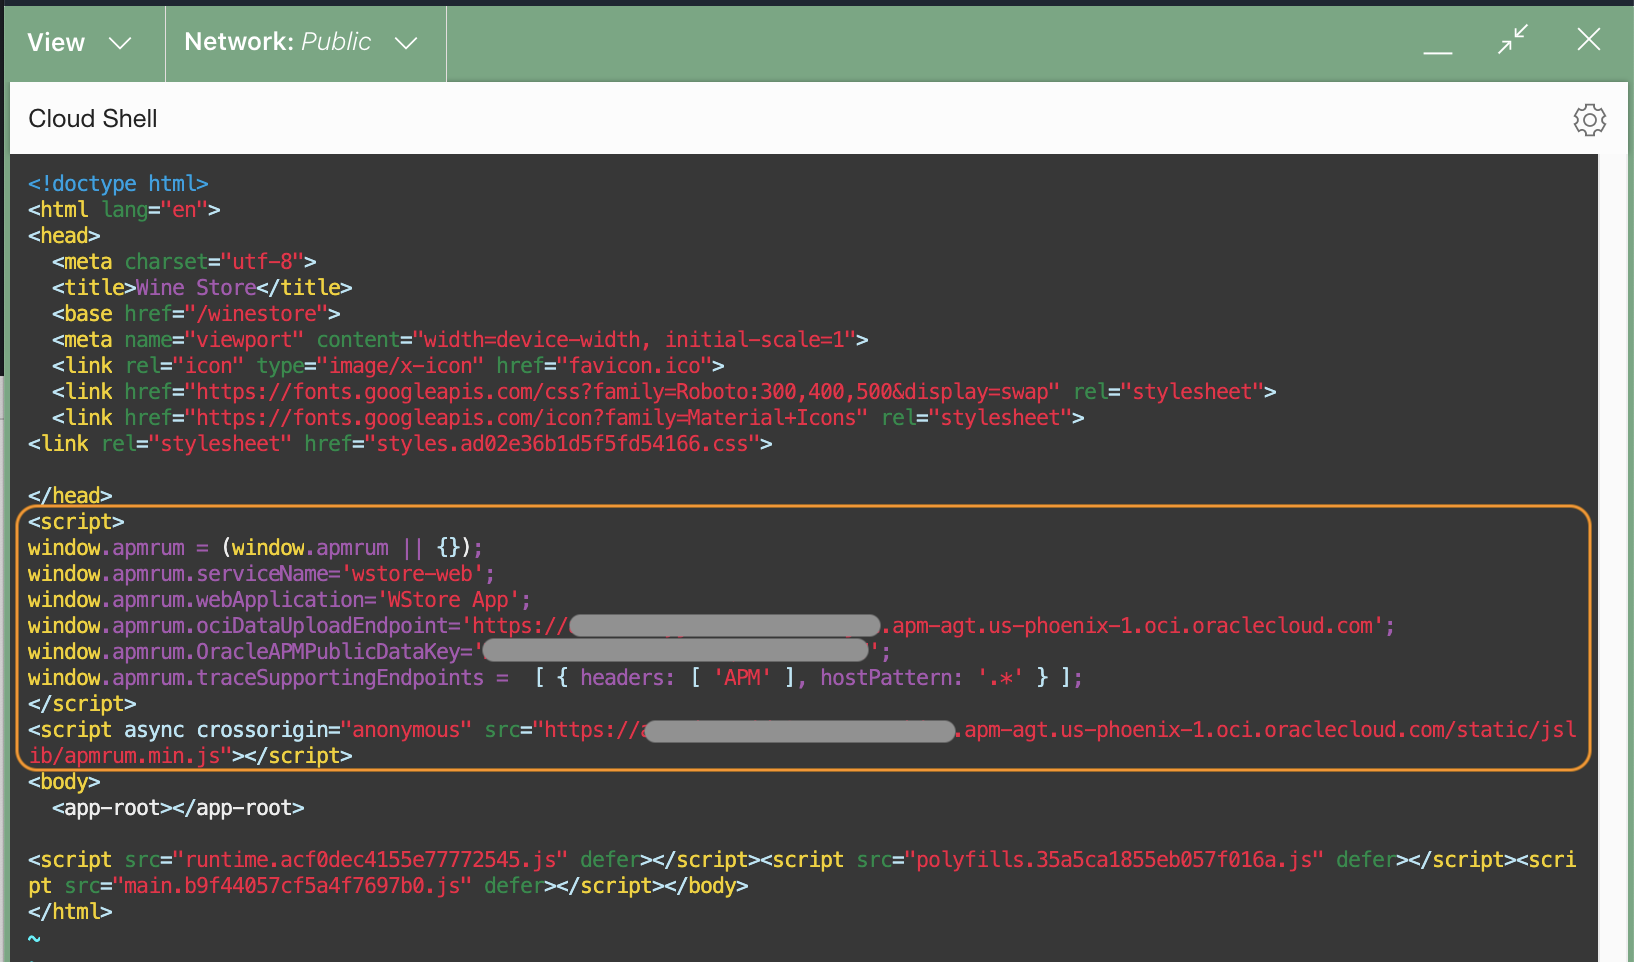 View
Network: Public
Cloud Shell
<!doctype html>
<html lang="en">
<head>
  <meta charset="utf-8">
  <title>Wine Store</title>
  <base href="/winestore">
  <meta name="viewport" content="width=device-width, initial-scale=1">
  <link rel="icon" type="image/x-icon" href="favicon.ico">
  <link href="https://fonts.googleapis.com/css?family=Roboto:300,400,500&display=swap" rel="stylesheet">
  <link href="https://fonts.googleapis.com/icon?family=Material+Icons" rel="stylesheet">
<link rel="stylesheet" href="styles.ad02e36b1d5f5fd54166.css">
</head>
<script>
window.apmrum = (window.apmrum || {});
window.apmrum.serviceName='wstore-web';
window.apmrum.webApplication='WStore App';
window.apmrum.ociDataUploadEndpoint='https:// .apm-agt.us-phoenix-1.oci.oraclecloud.com';
window.apmrum.OracleAPMPublicDataKey=' ';
window.apmrum.traceSupportingEndpoints =  [ { headers: [ 'APM' ], hostPattern: '.*' } ];
</script>
<script async crossorigin="anonymous" src="https:// .apm-agt.us-phoenix-1.oci.oraclecloud.com/static/jsl
ib/apmrum.min.js"></script>
<body>
  <app-root></app-root>
<script src="runtime.acf0dec4155e77772545.js" defer></script><script src="polyfills.35a5ca1855eb057f016a.js" defer></script><scri
pt src="main.b9f44057cf5a4f7697b0.js" defer></script></body>
</html>
~